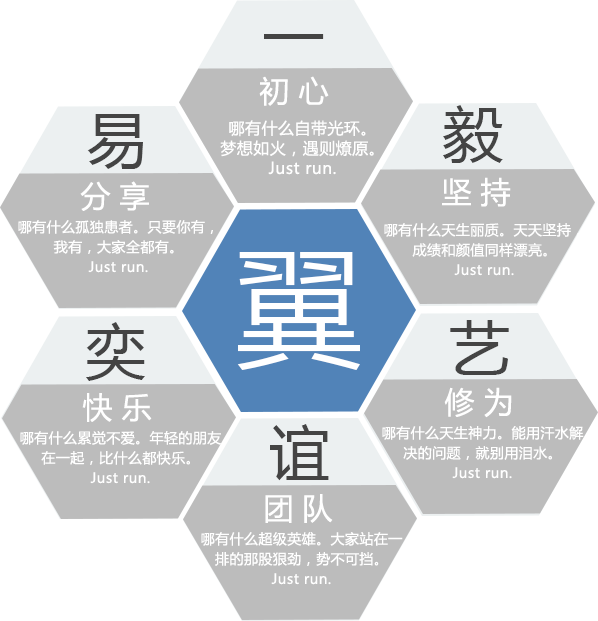 一
初心
哪有什么自带光环。
梦想如火，遇则燎原。
Just run.
易
分享
哪有什么孤独患者。只要你有，
我有，大家全都有。
Just run.
毅
坚持
哪有什么天生丽质。天天坚持
成绩和颜值同样漂亮。
Just run.
翼
奕
快乐
哪有什么累觉不爱。年轻的朋友
在一起，比什么都快乐。
Just run.
艺
修为
哪有什么天生神力。能用汗水解
决的问题，就别用泪水。
Just run.
谊
团队
哪有什么超级英雄。大家站在一
排的那股狠劲，势不可挡。
Just run.